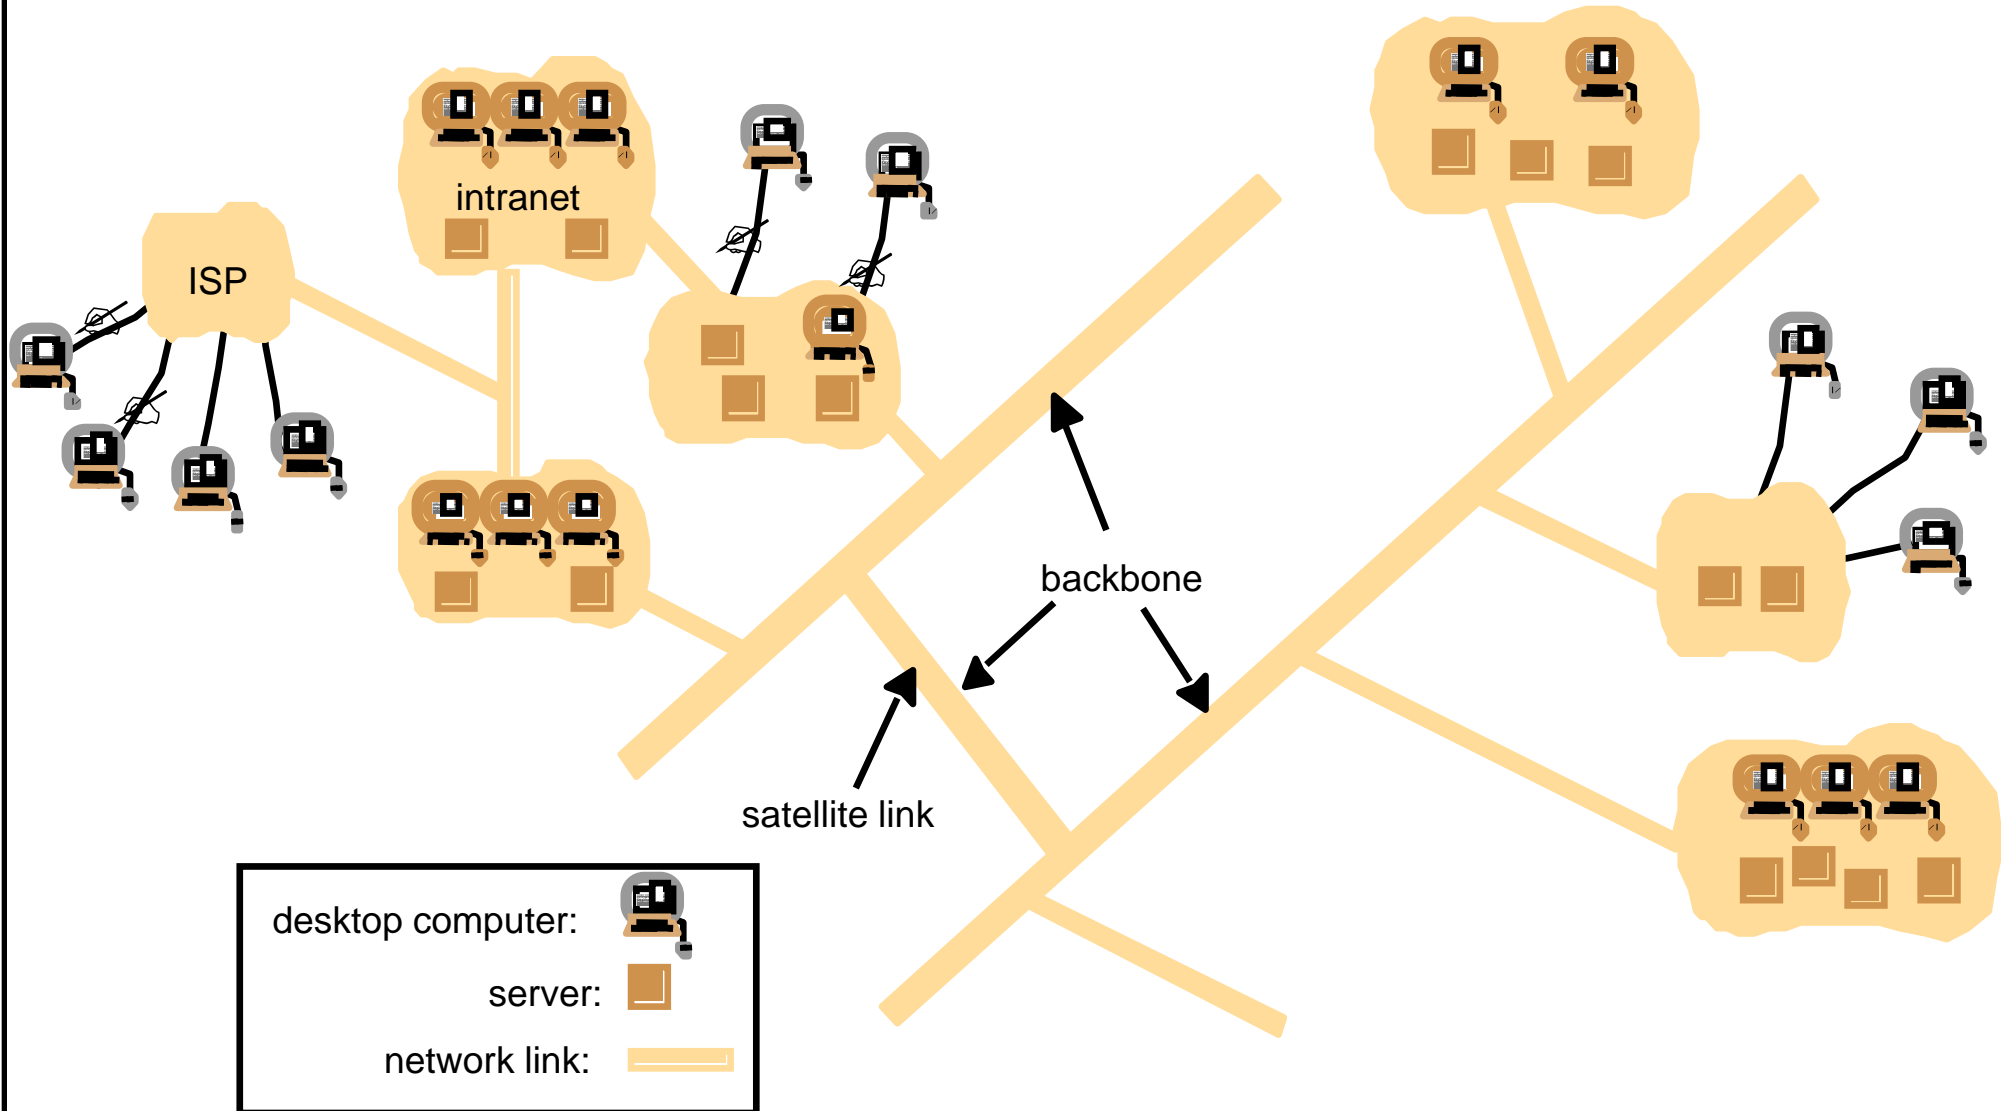 intranet
ISP
backbone
satellite link
desktop computer:
server:
network link: